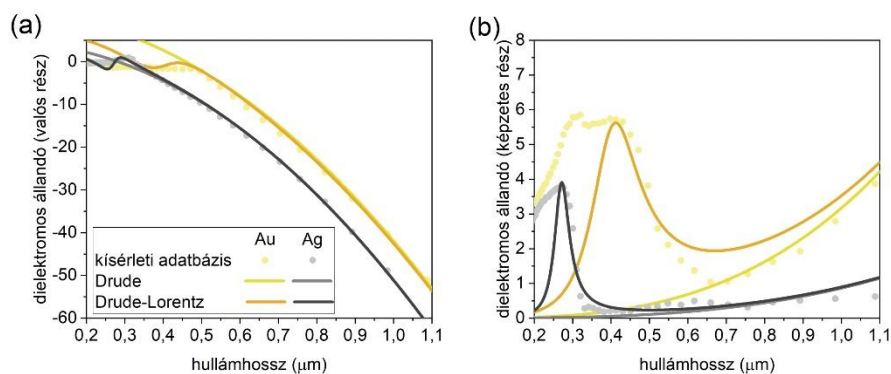 (a)
dielektromos állandó (valós rész)
0
-10
-20
-30
-40
-50
-60
Au Ag
kísérleti adatbázis
Drude
Drude-Lorentz
0,2 0,3 0,4 0,5 0,6 0,7 0,8 0,9 1,0 1,1
hullámhossz (μm)
(b)
dielektromos állandó (képzetes rész)
8
7
6
5
4
3
2
1
0
0,2 0,3 0,4 0,5 0,6 0,7 0,8 0,9 1,0 1,1
hullámhossz (μm)